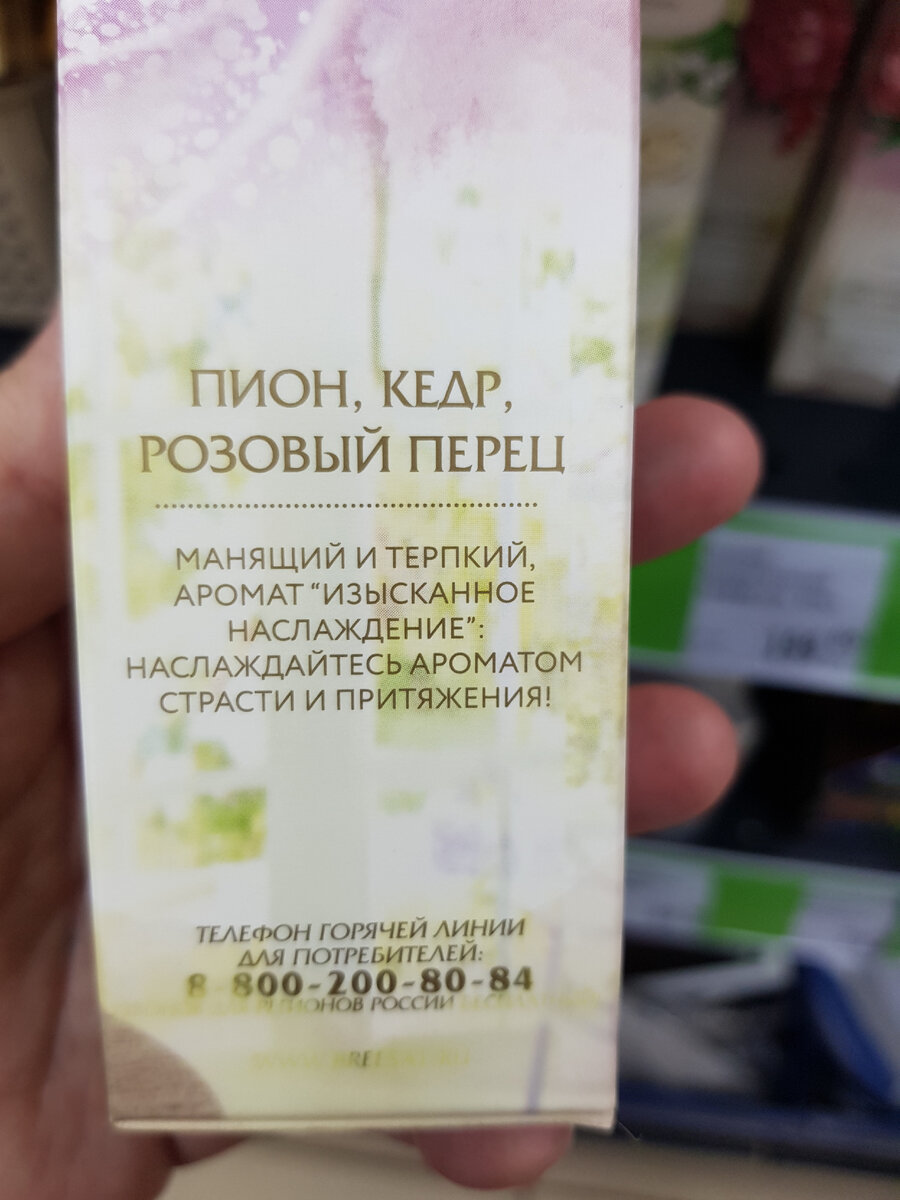 ПИОН, КЕДР,
РОЗОВЫЙ ПЕРЕЦ
МАНЯЩИЙ И ТЕРПКИЙ,
АРОМАТ “ИЗЫСКАННОЕ
НАСЛАЖДЕНИЕ”:
НАСЛАЖДАЙТЕСЬ АРОМАТОМ
СТРАСТИ И ПРИТЯЖЕНИЯ!
ТЕЛЕФОН ГОРЯЧЕЙ ЛИНИИ
ДЛЯ ПОТРЕБИТЕЛЕЙ:
8-800-200-80-84
РЕГИОНОВ РОССИИ